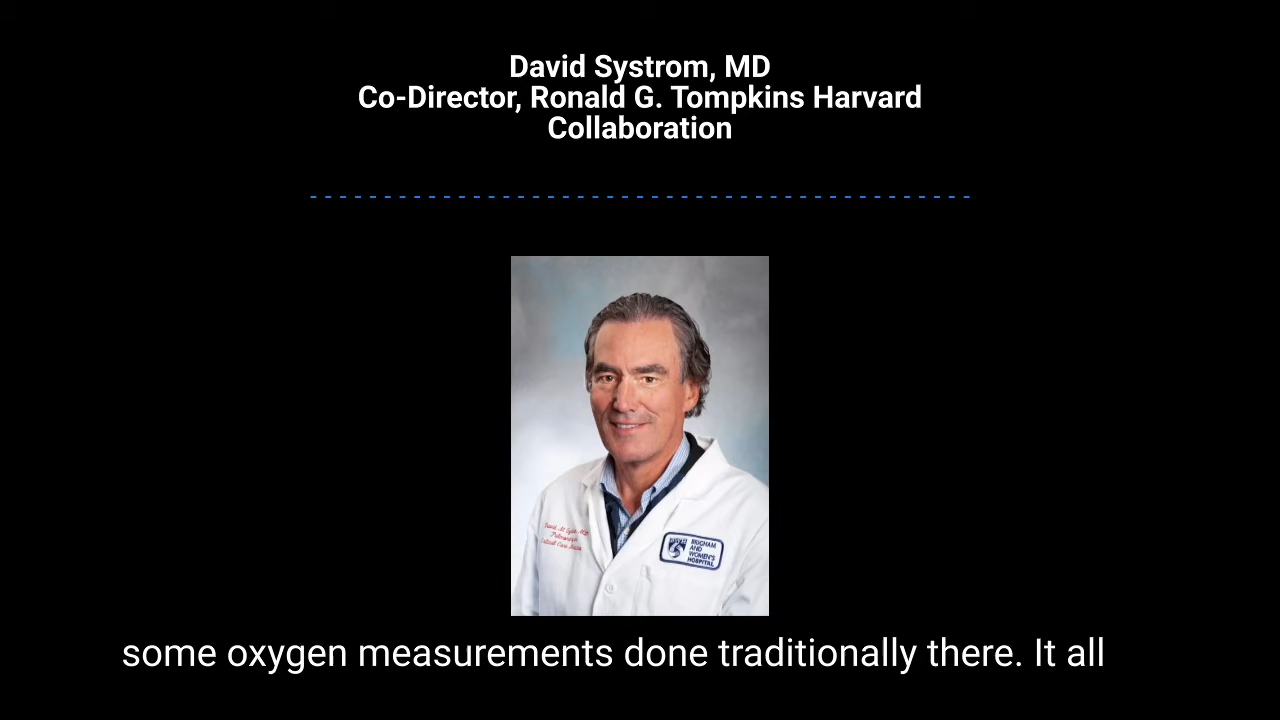 David Systrom, MD
Co-Director, Ronald G. Tompkins Harvard
Collaboration
some oxygen measurements done traditionally there. It all
BRIGHAM
AND
WOMEN'S
HOSPITAL